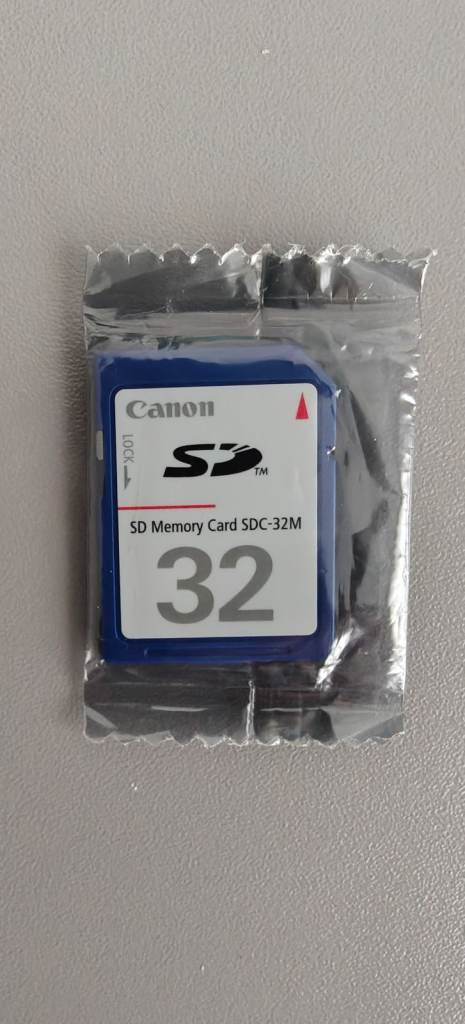 Canon
LOCK
SD™
SD Memory Card SDC-32M
32